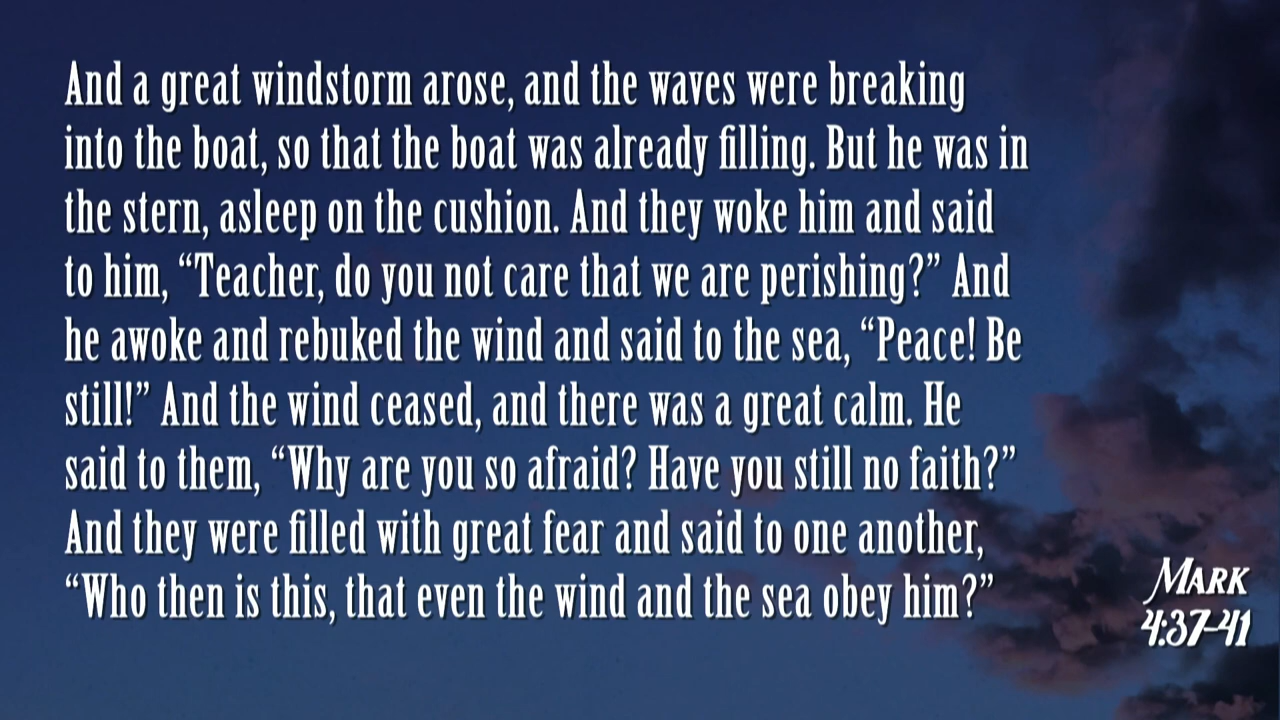 And a great windstorm arose, and the waves were breaking
into the boat, so that the boat was already filling. But he was in
the stern, asleep on the cushion. And they woke him and said
to him, “Teacher, do you not care that we are perishing?” And
he awoke and rebuked the wind and said to the sea, “Peace! Be
still!” And the wind ceased, and there was a great calm. He
said to them, “Why are you so afraid? Have you still no faith?”
And they were filled with great fear and said to one another,
“Who then is this, that even the wind and the sea obey him?”
Mark
4:37-41